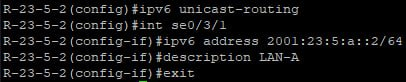 R-23-5-2(config)#ipv6 unicast-routing
R-23-5-2(config)#int se0/3/1
R-23-5-2(config-if)#ipv6 address 2001:23:5:a::2/64
R-23-5-2(config-if)#description LAN-A
R-23-5-2(config-if)#exit